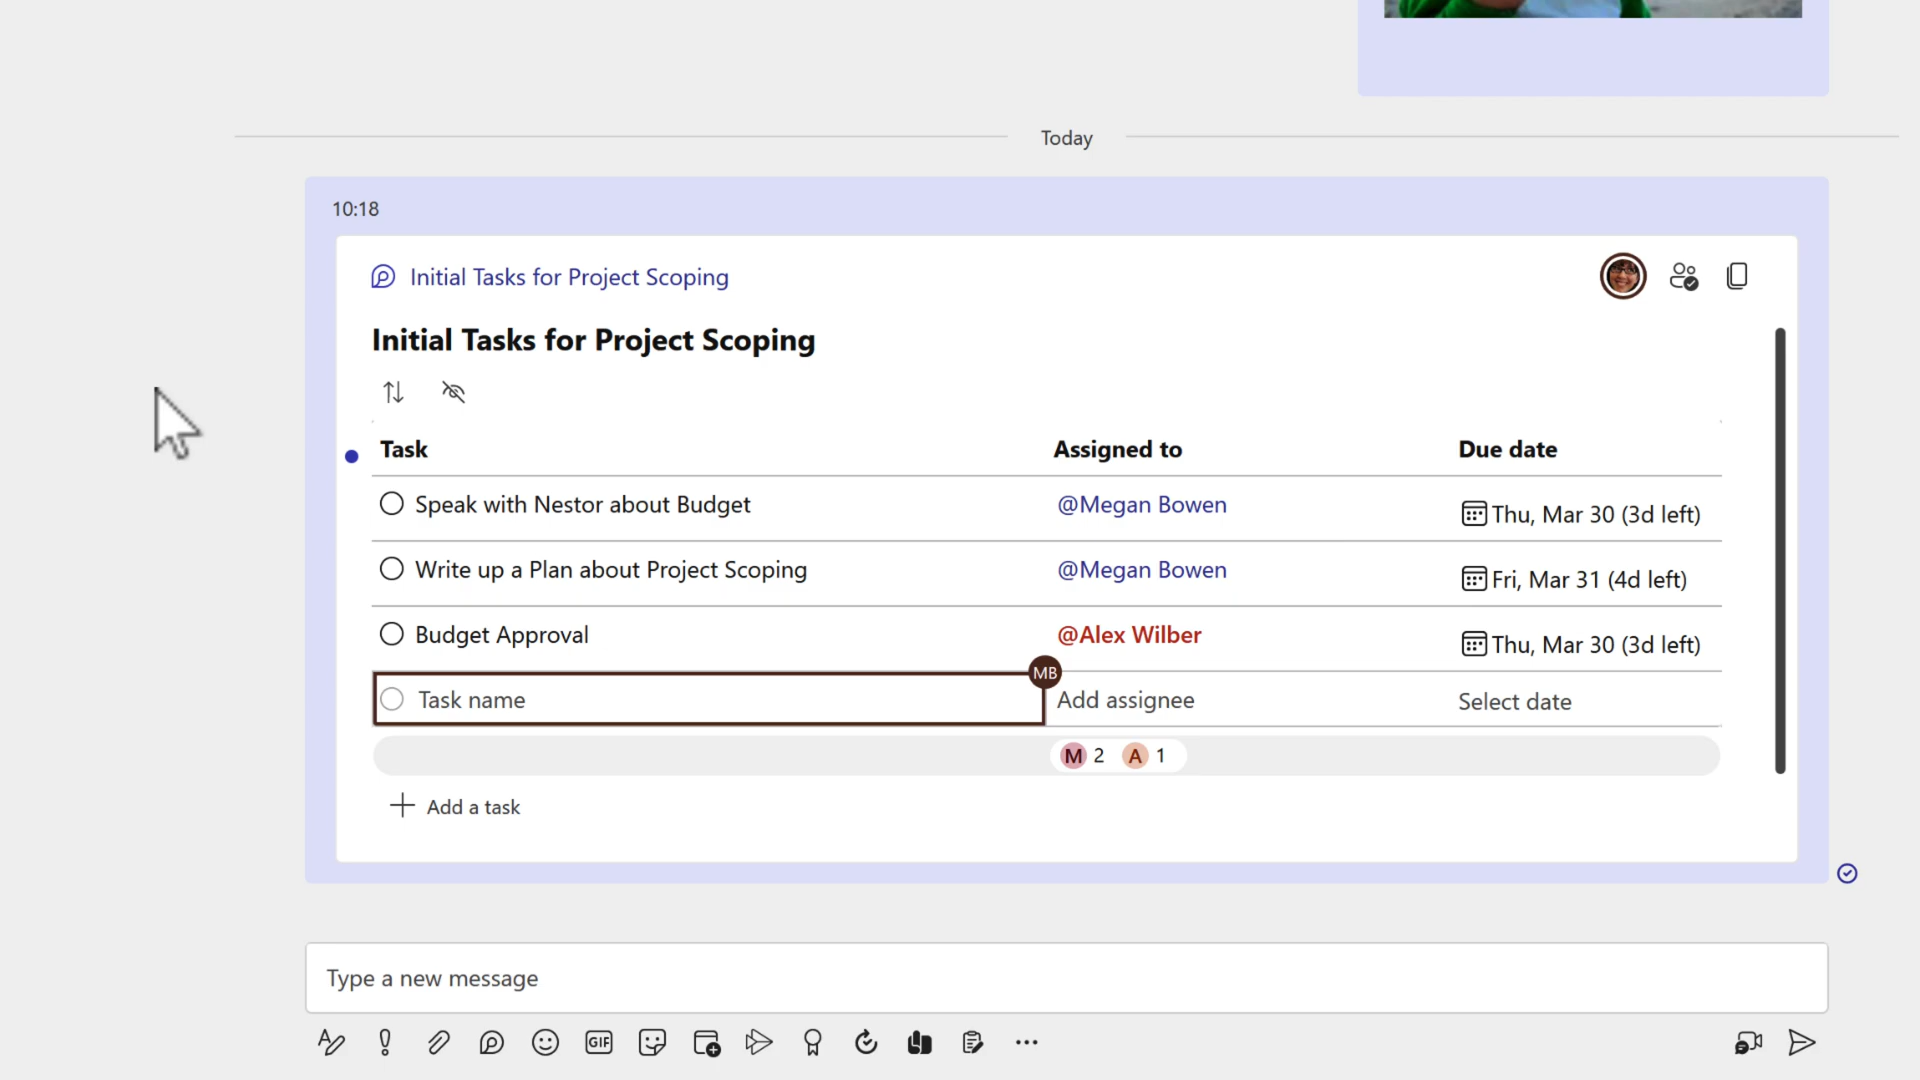 Today
10:18
Initial Tasks for Project Scoping
Initial Tasks for Project Scoping
Task Assigned to Due date
Speak with Nestor about Budget @Megan Bowen Thu, Mar 30 (3d left)
Write up a Plan about Project Scoping @Megan Bowen Fri, Mar 31 (4d left)
Budget Approval @Alex Wilber Thu, Mar 30 (3d left)
MB
Task name Add assignee Select date
M 2 A 1
Add a task
Type a new message
GIF